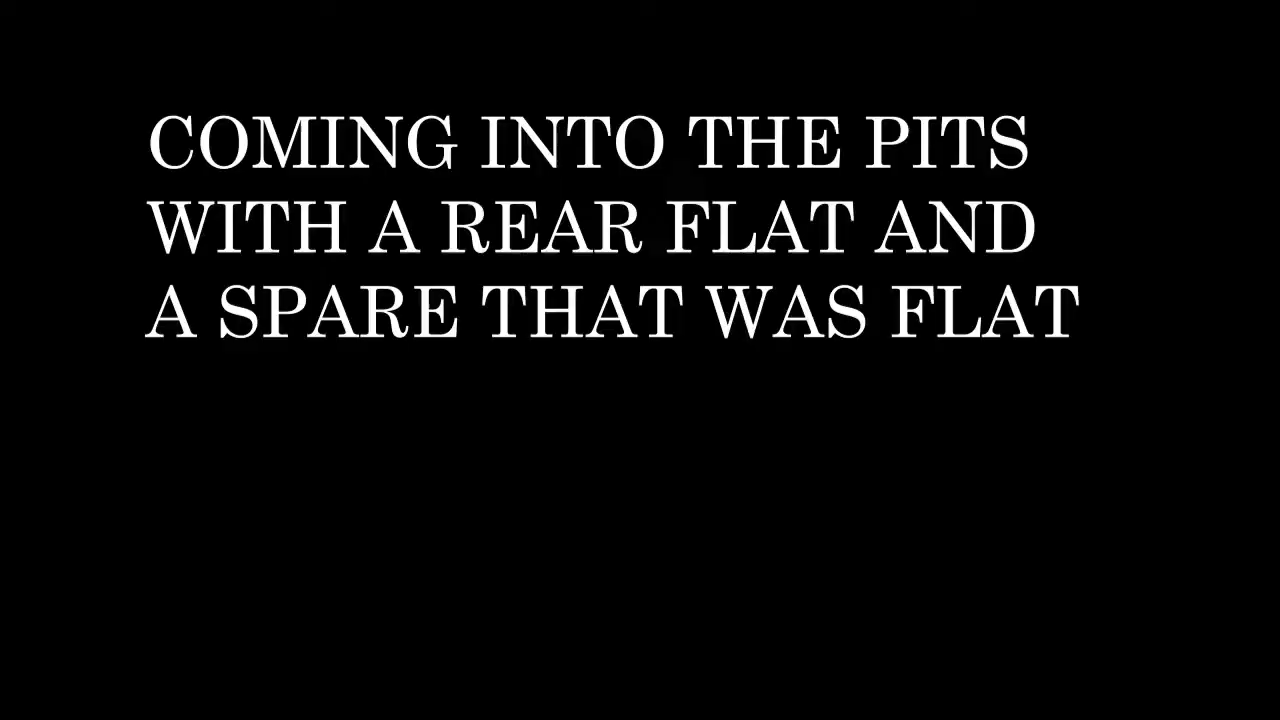 COMING INTO THE PITS
WITH A REAR FLAT AND
A SPARE THAT WAS FLAT